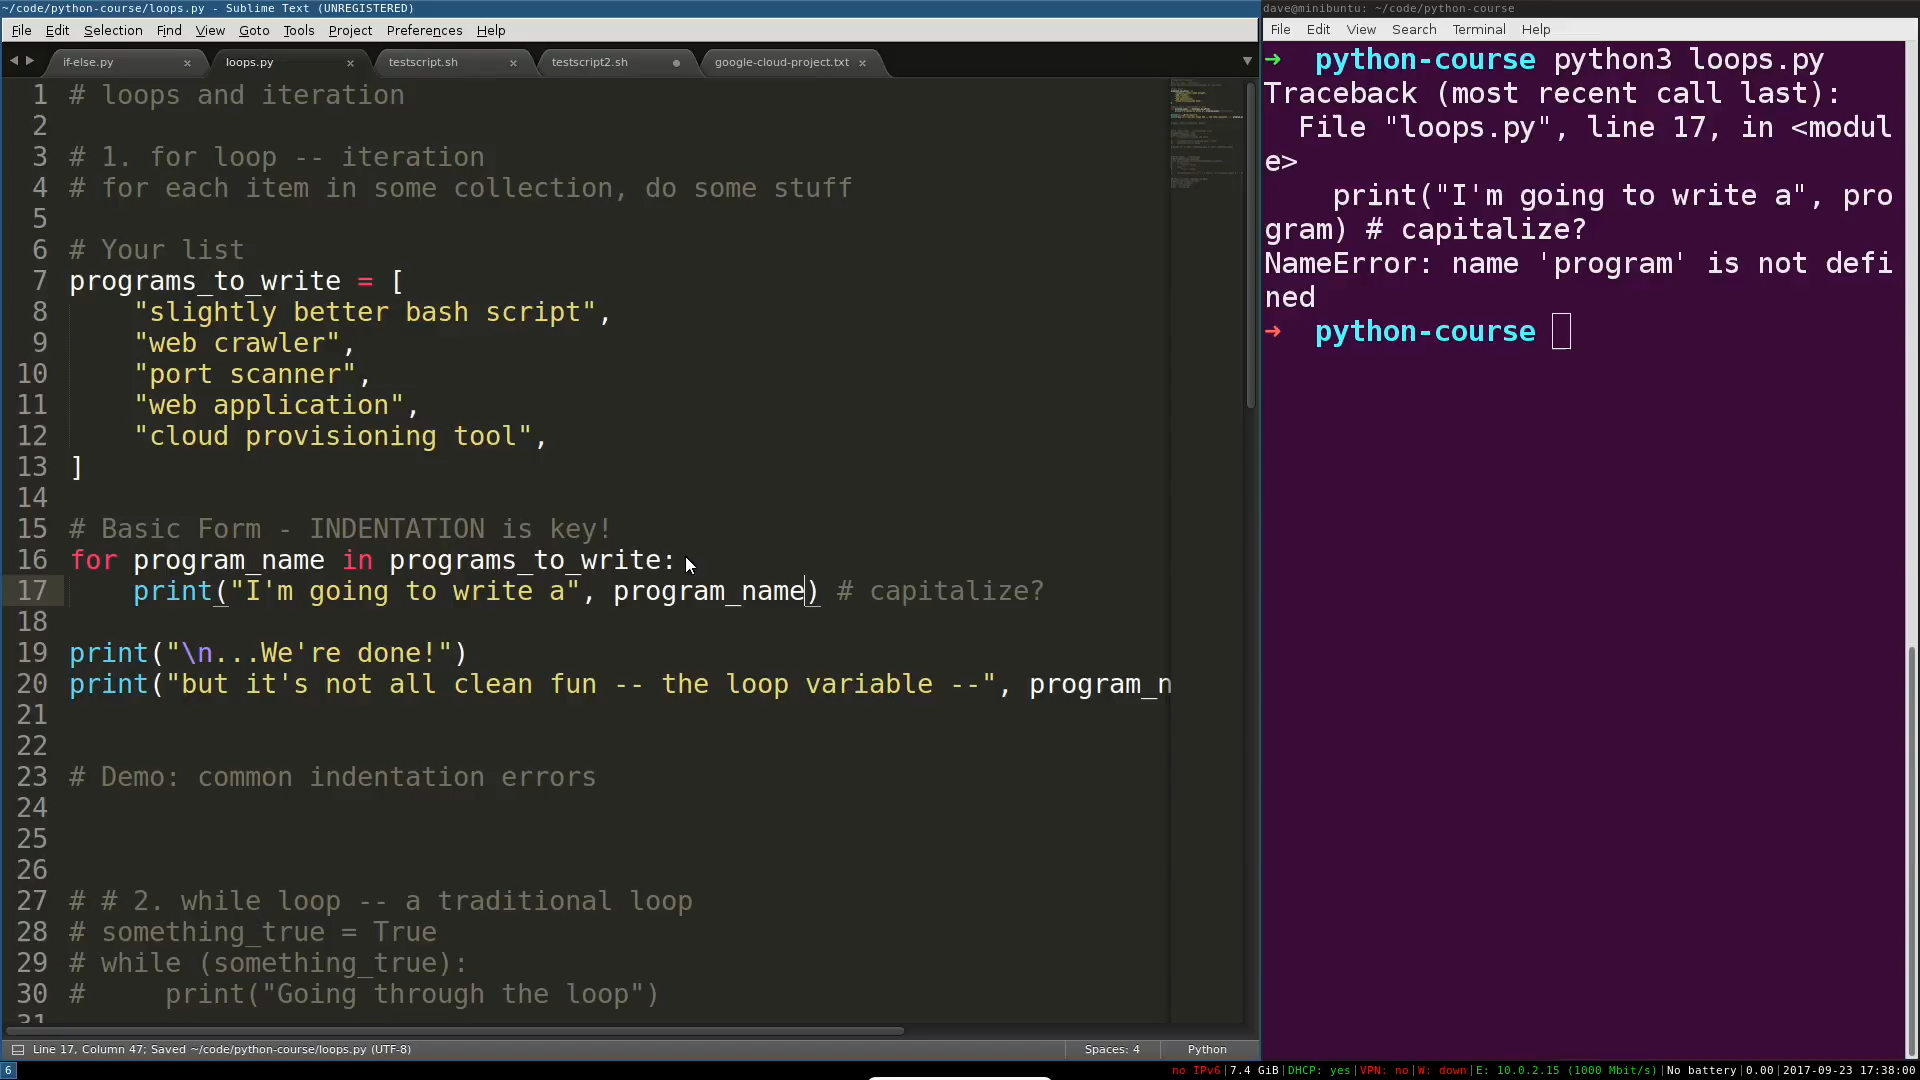 ~/code/python-course/loops.py - Sublime Text (UNREGISTERED)
File Edit Selection Find View Goto Tools Project Preferences Help
if-else.py loops.py testscript.sh testscript2.sh google-cloud-project.txt
1 # loops and iteration
2
3 # 1. for loop -- iteration
4 # for each item in some collection, do some stuff
5
6 # Your list
7 programs_to_write = [
8     "slightly better bash script",
9     "web crawler",
10     "port scanner",
11     "web application",
12     "cloud provisioning tool",
13 ]
14
15 # Basic Form - INDENTATION is key!
16 for program_name in programs_to_write:
17     print("I'm going to write a", program_name) # capitalize?
18
19 print("\n...We're done!")
20 print("but it's not all clean fun -- the loop variable --", program_n
21
22
23 # Demo: common indentation errors
24
25
26
27 # # 2. while loop -- a traditional loop
28 # something_true = True
29 # while (something_true):
30 #     print("Going through the loop")
31
Line 17, Column 47; Saved ~/code/python-course/loops.py (UTF-8) Spaces: 4 Python
dave@minibuntu: ~/code/python-course
File Edit View Search Terminal Help
➜ python-course python3 loops.py
Traceback (most recent call last):
  File "loops.py", line 17, in <modul
e>
    print("I'm going to write a", pro
gram) # capitalize?
NameError: name 'program' is not defi
ned
➜ python-course
6 no IPv6|7.4 GiB|DHCP: yes|VPN: no|W: down|E: 10.0.2.15 (1000 Mbit/s)|No battery|0.00|2017-09-23 17:38:00